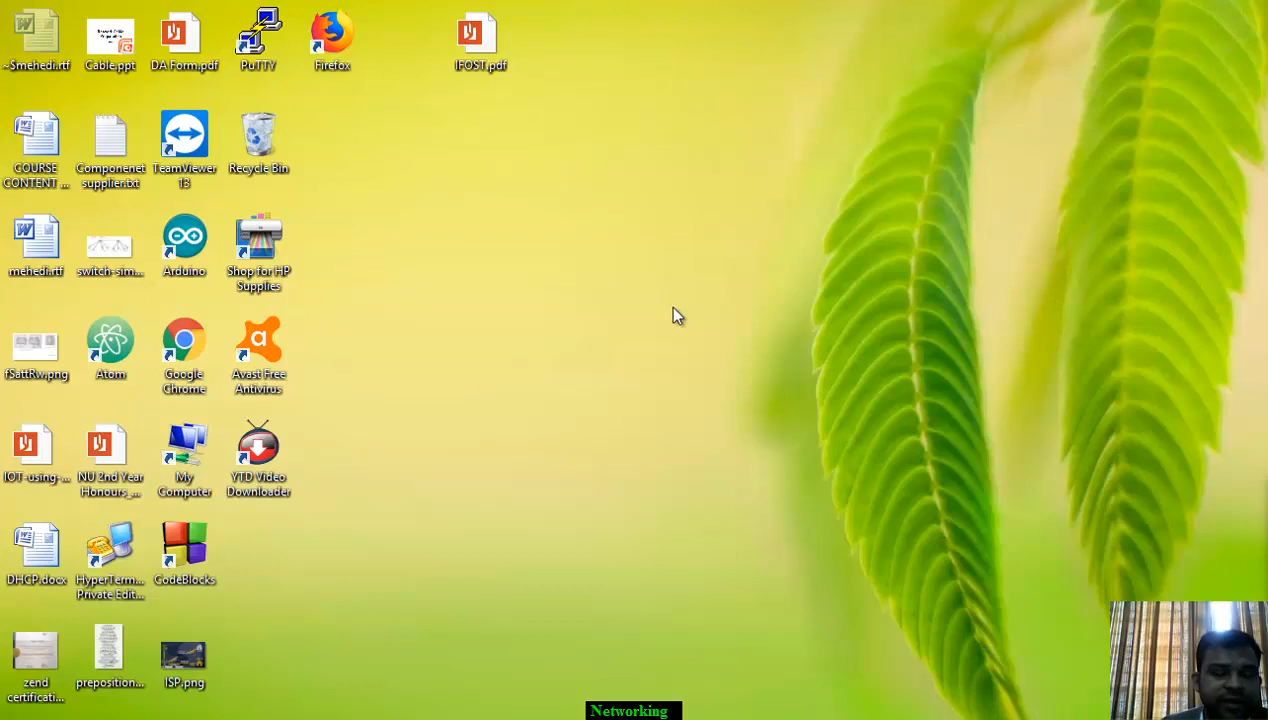 ~$mehedi.rtf
Cable.ppt
DA Form.pdf
PuTTY
Firefox
IFOST.pdf
COURSE
CONTENT ...
Componenet
supplier.txt
TeamViewer
13
Recycle Bin
mehedi.rtf
switch-sim...
Arduino
Shop for HP
Supplies
fSattRw.png
Atom
Google
Chrome
Avast Free
Antivirus
IOT-using-...
NU 2nd Year
Honours_...
My
Computer
YTD Video
Downloader
DHCP.docx
HyperTerm...
Private Edit...
CodeBlocks
zend
certificati...
preposition...
ISP.png
Networking